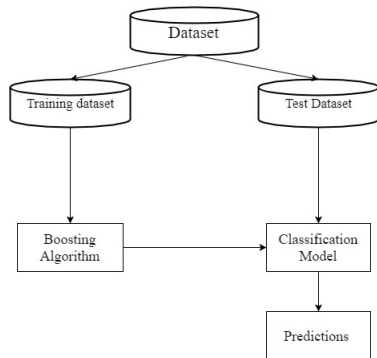 Dataset
Training dataset
Test Dataset
Boosting
Algorithm
Classification
Model
Predictions